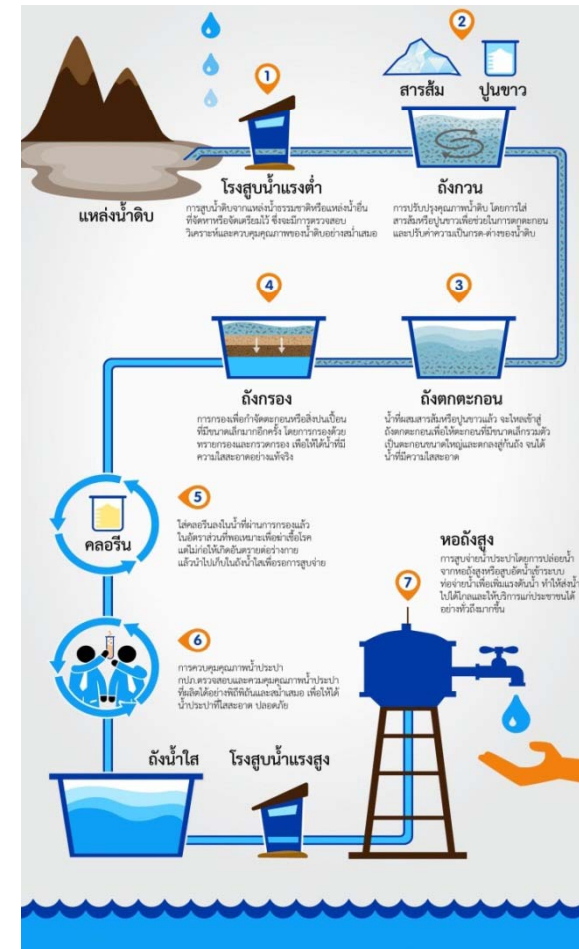 1
2
สารส้ม ปูนขาว
แหล่งน้ำดิบ
โรงสูบน้ำแรงต่ำ
การสูบน้ำดิบจากแหล่งน้ำธรรมชาติหรือแหล่งน้ำอื่น
ที่จัดหาหรือจัดเตรียมไว้ ซึ่งจะมีการตรวจสอบ
วิเคราะห์และควบคุมคุณภาพของน้ำดิบอย่างสม่ำเสมอ
ถังกวน
การปรับปรุงคุณภาพน้ำดิบ โดยการใส่
สารส้มหรือปูนขาวเพื่อช่วยในการตกตะกอน
และปรับค่าความเป็นกรด-ด่างของน้ำดิบ
3
ถังตกตะกอน
น้ำที่ผสมสารส้มหรือปูนขาวแล้ว จะไหลเข้าสู่
ถังตกตะกอนเพื่อให้ตะกอนที่มีขนาดเล็กรวมตัว
เป็นตะกอนขนาดใหญ่และตกลงสู่ก้นถัง จนได้
น้ำที่มีความใสสะอาด
4
ถังกรอง
การกรองเพื่อกำจัดตะกอนหรือสิ่งปนเปื้อน
ที่มีขนาดเล็กมากอีกครั้ง โดยการกรองด้วย
ทรายกรองและกรวดกรอง เพื่อให้ได้น้ำที่มี
ความใสสะอาดอย่างแท้จริง
คลอรีน
5
ใส่คลอรีนลงในน้ำที่ผ่านการกรองแล้ว
ในอัตราส่วนที่พอเหมาะเพื่อฆ่าเชื้อโรค
แต่ไม่ก่อให้เกิดอันตรายต่อร่างกาย
แล้วนำไปเก็บในถังน้ำใสเพื่อรอการสูบจ่าย
6
การควบคุมคุณภาพน้ำประปา
กปภ.ตรวจสอบและควบคุมคุณภาพน้ำประปา
ที่ผลิตได้อย่างพิถีพิถันและสม่ำเสมอ เพื่อให้ได้
น้ำประปาที่ใสสะอาด ปลอดภัย
ถังน้ำใส
โรงสูบน้ำแรงสูง
7
หอถังสูง
การสูบจ่ายน้ำประปาโดยการปล่อยน้ำ
จากหอถังสูงหรือสูบอัดน้ำเข้าระบบ
ท่อจ่ายน้ำเพื่อเพิ่มแรงดันน้ำ ทำให้ส่งน้ำ
ไปได้ไกลและให้บริการแก่ประชาชนได้
อย่างทั่วถึงมากขึ้น